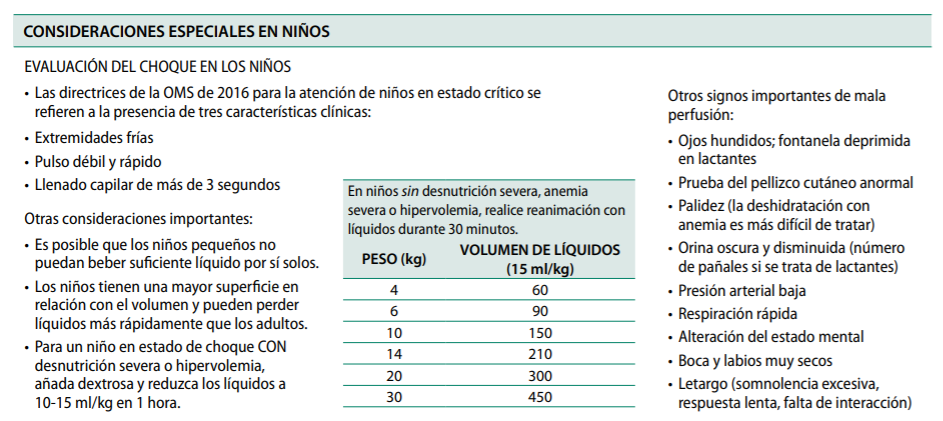 CONSIDERACIONES ESPECIALES EN NIÑOS
EVALUACIÓN DEL CHOQUE EN LOS NIÑOS
• Las directrices de la OMS de 2016 para la atención de niños en estado crítico se
refieren a la presencia de tres características clínicas:
• Extremidades frías
• Pulso débil y rápido
• Llenado capilar de más de 3 segundos
Otras consideraciones importantes:
• Es posible que los niños pequeños no
puedan beber suficiente líquido por sí solos.
• Los niños tienen una mayor superficie en
relación con el volumen y pueden perder
líquidos más rápidamente que los adultos.
• Para un niño en estado de choque CON
desnutrición severa o hipervolemia,
añada dextrosa y reduzca los líquidos a
10-15 ml/kg en 1 hora.
En niños sin desnutrición severa, anemia
severa o hipervolemia, realice reanimación con
líquidos durante 30 minutos.
PESO (kg) VOLUMEN DE LÍQUIDOS
(15 ml/kg)
4 60
6 90
10 150
14 210
20 300
30 450
Otros signos importantes de mala
perfusión:
• Ojos hundidos; fontanela deprimida
en lactantes
• Prueba del pellizco cutáneo anormal
• Palidez (la deshidratación con
anemia es más difícil de tratar)
• Orina oscura y disminuida (número
de pañales si se trata de lactantes)
• Presión arterial baja
• Respiración rápida
• Alteración del estado mental
• Boca y labios muy secos
• Letargo (somnolencia excesiva,
respuesta lenta, falta de interacción)